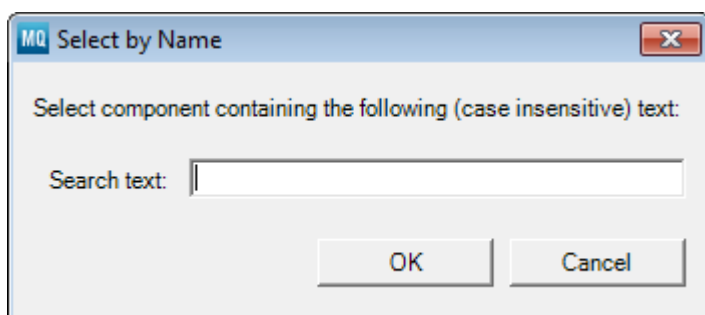 MQ Select by Name
Select component containing the following (case insensitive) text:
Search text:
OK Cancel